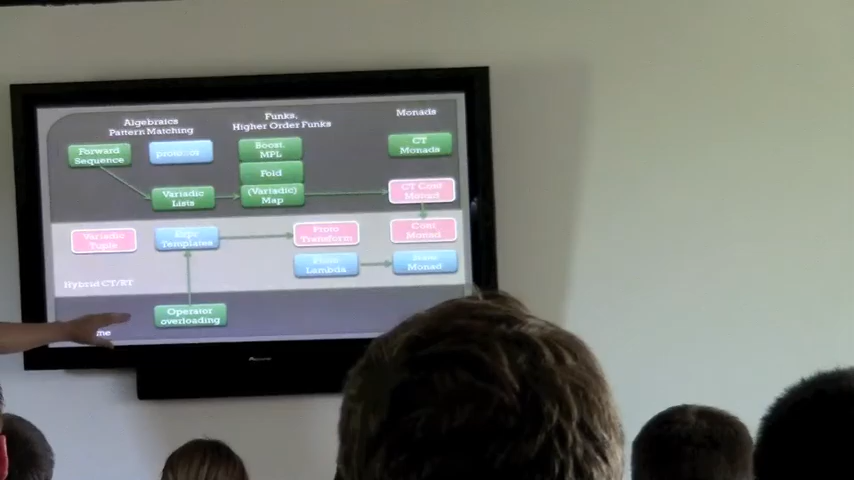 Algebraics
Pattern Matching
Funks,
Higher Order Funks
Monads
Forward
Sequence
proto::or_
Boost.
MPL
CT
Monads
Fold
Variadic
Lists
(Variadic)
Map
CT Cont
Monad
Variadic
Tuple
Expr
Templates
Proto
Transform
Cont
Monad
Lambda
State
Monad
Hybrid CT/RT
Operator
overloading